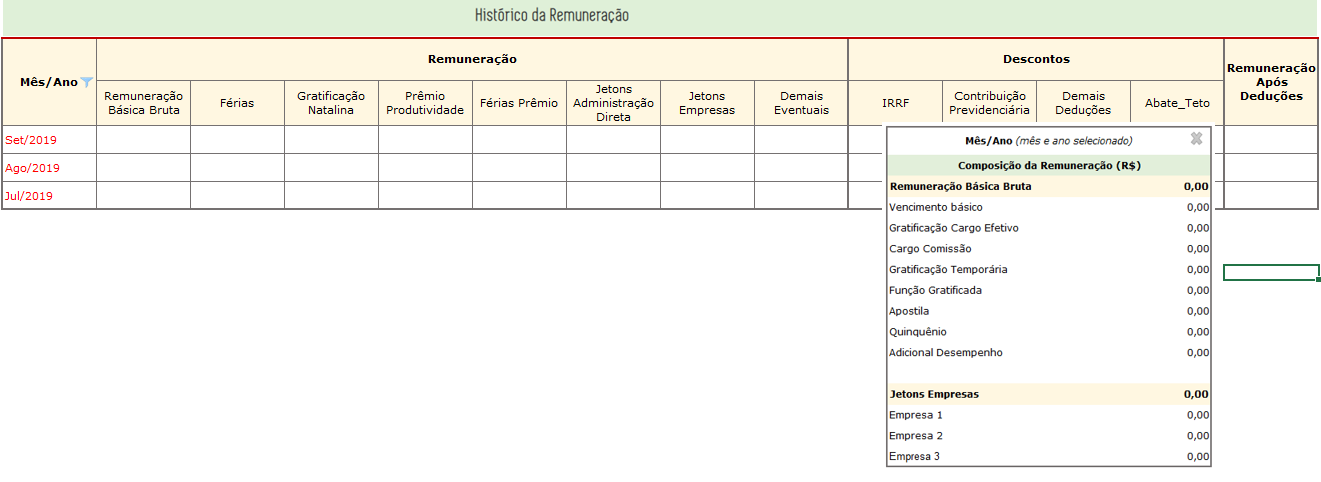 Histórico da Remuneração
Mês/Ano
Remuneração
Descontos
Remuneração
Após
Deduções
Remuneração
Básica Bruta
Férias
Gratificação
Natalina
Prêmio
Produtividade
Férias Prêmio
Jetons
Administração
Direta
Jetons
Empresas
Demais
Eventuais
IRRF
Contribuição
Previdenciária
Demais
Deduções
Abate_Teto
Set/2019
Ago/2019
Jul/2019
Mês/Ano (mês e ano selecionado)
Composição da Remuneração (R$)
Remuneração Básica Bruta 0,00
Vencimento básico 0,00
Gratificação Cargo Efetivo 0,00
Cargo Comissão 0,00
Gratificação Temporária 0,00
Função Gratificada 0,00
Apostila 0,00
Quinquênio 0,00
Adicional Desempenho 0,00
Jetons Empresas 0,00
Empresa 1 0,00
Empresa 2 0,00
Empresa 3 0,00